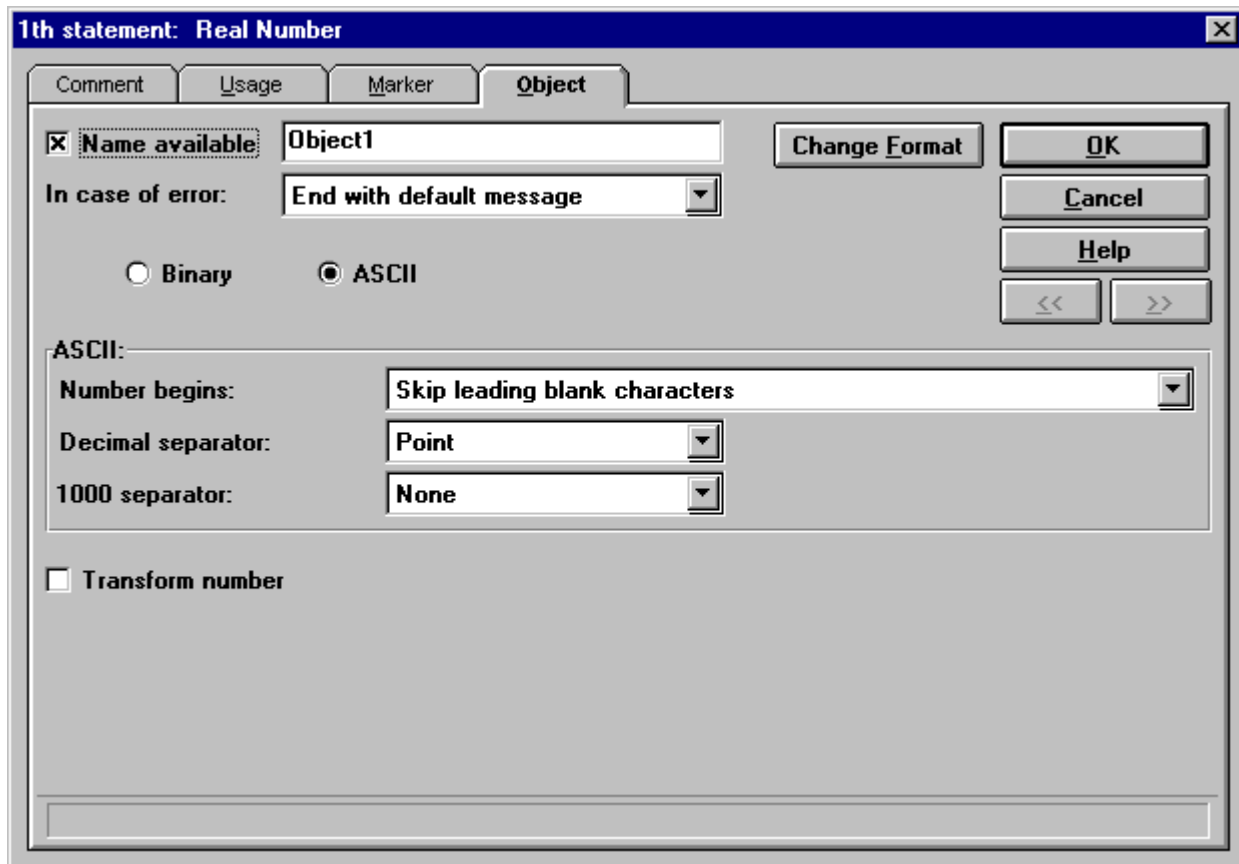 1th statement: Real Number
Comment Usage Marker Object
Name available Object1 Change Format OK
In case of error: End with default message Cancel
Help
Binary ASCII
<< >>
ASCII:
Number begins: Skip leading blank characters
Decimal separator: Point
1000 separator: None
Transform number